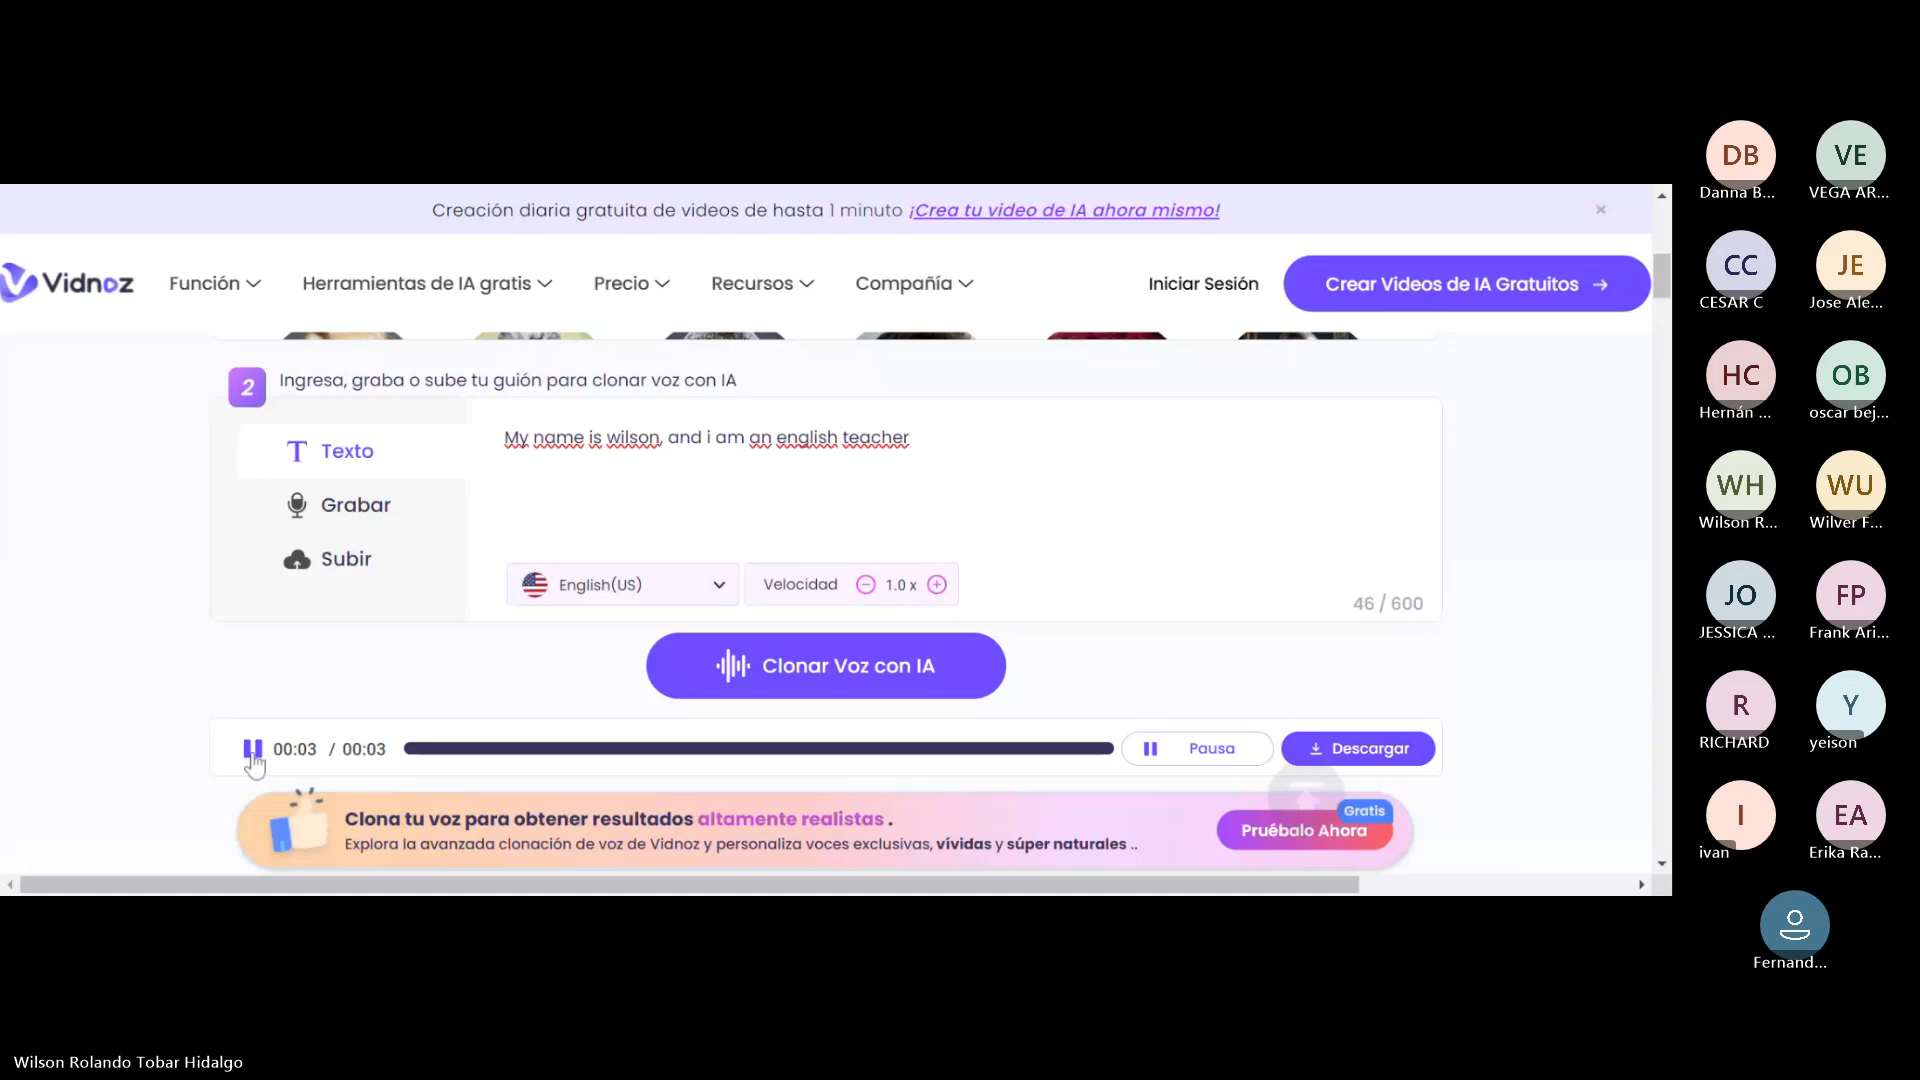 Creación diaria gratuita de videos de hasta 1 minuto ¡Crea tu video de IA ahora mismo!
Vidnoz
Función
Herramientas de IA gratis
Precio
Recursos
Compañía
Iniciar Sesión
Crear Videos de IA Gratuitos
2
Ingresa, graba o sube tu guión para clonar voz con IA
Texto
Grabar
Subir
My name is wilson, and i am an english teacher
English(US)
Velocidad
1.0 x
46 / 600
Clonar Voz con IA
00:03 / 00:03
Pausa
Descargar
Clona tu voz para obtener resultados altamente realistas .
Explora la avanzada clonación de voz de Vidnoz y personaliza voces exclusivas, vívidas y súper naturales ..
Gratis
Pruébalo Ahora
DB
Danna B...
VE
VEGA AR...
CC
CESAR C
JE
Jose Ale...
HC
Hernán ...
OB
oscar bej...
WH
Wilson R...
WU
Wilver F...
JO
JESSICA ...
FP
Frank Ari...
R
RICHARD
Y
yeison
I
ivan
EA
Erika Ra...
Fernand...
Wilson Rolando Tobar Hidalgo